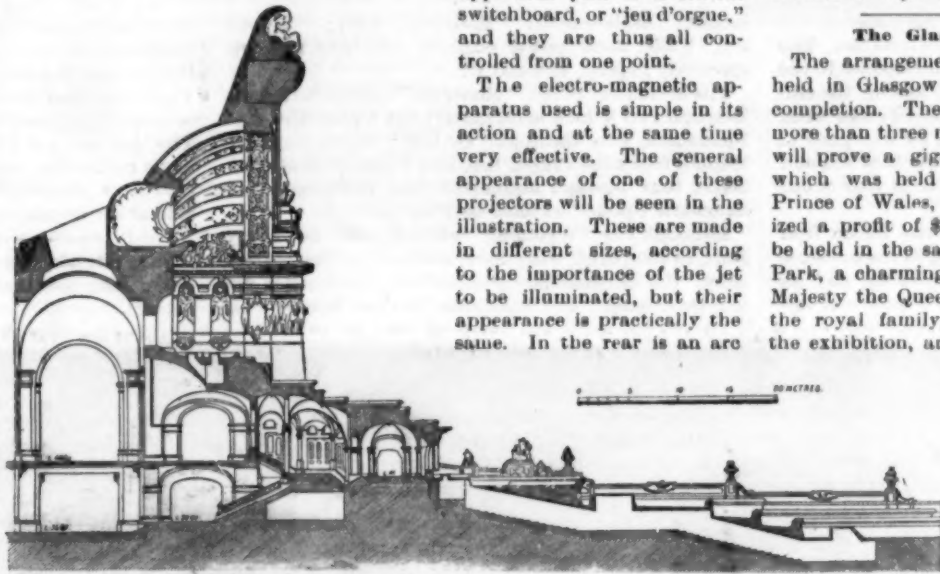 switchboard, or "jeu d'orgue,"
and they are thus all con-
trolled from one point.
The electro-magnetic ap-
paratus used is simple in its
action and at the same time
very effective. The general
appearance of one of these
projectors will be seen in the
illustration. These are made
in different sizes, according
to the importance of the jet
to be illuminated, but their
appearance is practically the
same. In the rear is an arc
The Gla
The arrangeme
held in Glasgow
completion. The
more than three
will prove a gig
which was held
Prince of Wales,
ized a profit of $
be held in the sa
Park, a charming
Majesty the Quee
the royal family
the exhibition, a
0 5 10 15 20 METRES.